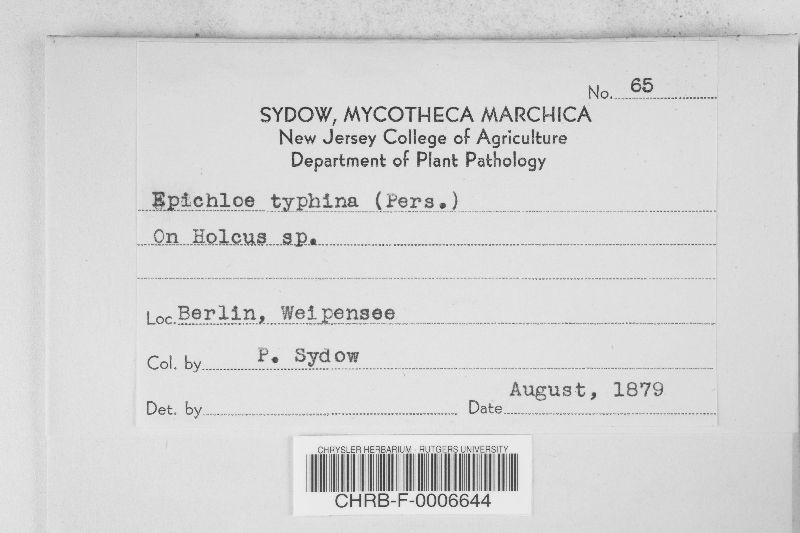 No. 65
SYDOW, MYCOTHECA MARCHICA
New Jersey College of Agriculture
Department of Plant Pathology
Epichloe typhina (Pers.)
On Holcus sp.
Loc. Berlin, Weipensee
Col. by P. Sydow
Det. by Date August, 1879
CHRYSLER HERBARIUM - RUTGERS UNIVERSITY
CHRB-F-0006644